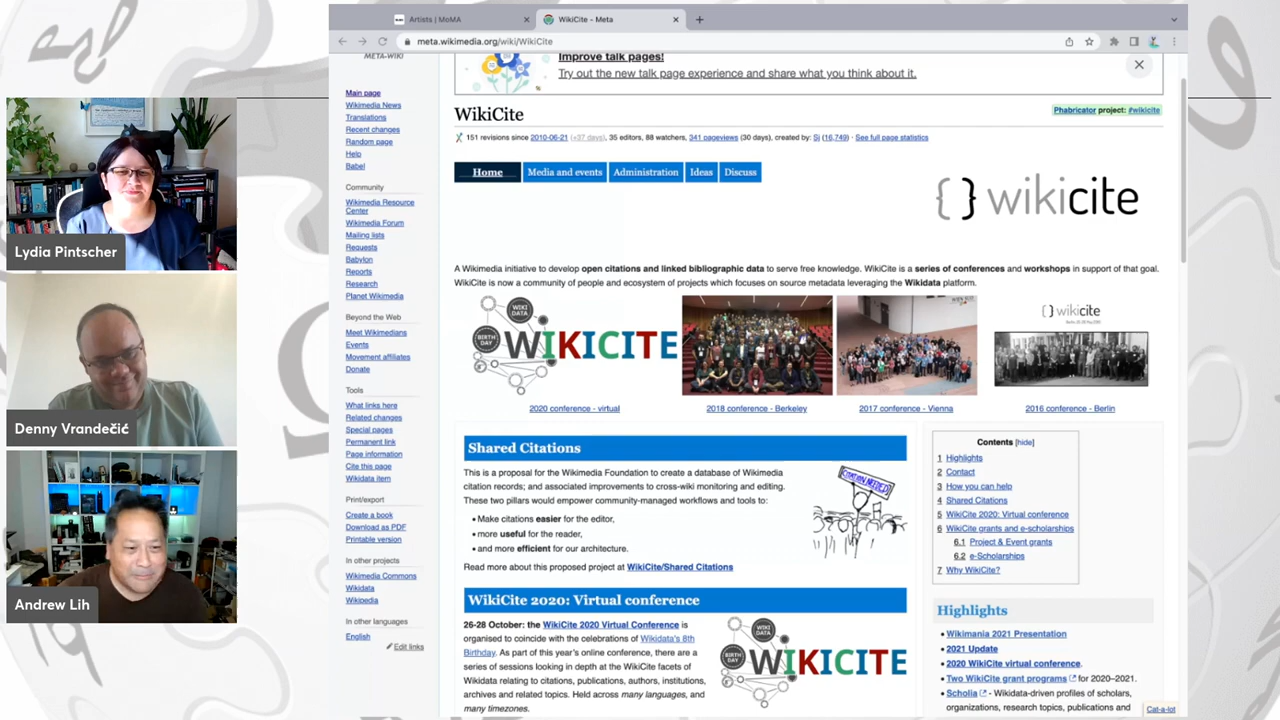 Artists | MoMA
WikiCite - Meta
meta.wikimedia.org/wiki/WikiCite
META-WIKI
Main page
Wikimedia News
Translations
Recent changes
Random page
Help
Babel
Community
Wikimedia Resource
Center
Wikimedia Forum
Mailing lists
Requests
Babylon
Reports
Research
Planet Wikimedia
Beyond the Web
Meet Wikimedians
Events
Movement affiliates
Donate
Tools
What links here
Related changes
Special pages
Permanent link
Page information
Cite this page
Wikidata item
Print/export
Create a book
Download as PDF
Printable version
In other projects
Wikimedia Commons
Wikidata
Wikipedia
In other languages
English
Edit links
Improve talk pages!
Try out the new talk page experience and share what you think about it.
WikiCite
Phabricator project: #wikicite
151 revisions since 2010-06-21 (+37 days), 35 editors, 88 watchers, 341 pageviews (30 days), created by: Sj (16,749) · See full page statistics
Home Media and events Administration Ideas Discuss
{ } wikicite
A Wikimedia initiative to develop open citations and linked bibliographic data to serve free knowledge. WikiCite is a series of conferences and workshops in support of that goal.
WikiCite is now a community of people and ecosystem of projects which focuses on source metadata leveraging the Wikidata platform.
WIKI
DATA
BIRTH
DAY
WIKICITE
{ } wikicite
2020 conference - virtual
2018 conference - Berkeley
2017 conference - Vienna
2016 conference - Berlin
Shared Citations
This is a proposal for the Wikimedia Foundation to create a database of Wikimedia
citation records; and associated improvements to cross-wiki monitoring and editing.
These two pillars would empower community-managed workflows and tools to:
• Make citations easier for the editor,
• more useful for the reader,
• and more efficient for our architecture.
Read more about this proposed project at WikiCite/Shared Citations
CITATION NEEDED
WikiCite 2020: Virtual conference
26-28 October: the WikiCite 2020 Virtual Conference is
organised to coincide with the celebrations of Wikidata's 8th
Birthday. As part of this year's online conference, there are a
series of sessions looking in depth at the WikiCite facets of
Wikidata relating to citations, publications, authors, institutions,
archives and related topics. Held across many languages, and
many timezones.
WIKI
DATA
BIRTH
DAY
WIKICITE
Contents [hide]
1 Highlights
2 Contact
3 How you can help
4 Shared Citations
5 WikiCite 2020: Virtual conference
6 WikiCite grants and e-scholarships
6.1 Project & Event grants
6.2 e-Scholarships
7 Why WikiCite?
Highlights
• Wikimania 2021 Presentation
• 2021 Update
• 2020 WikiCite virtual conference.
• Two WikiCite grant programs for 2020–2021.
• Scholia - Wikidata-driven profiles of scholars,
organizations, research topics, publications and
Cat-a-lot
Lydia Pintscher
Denny Vrandečić
Andrew Lih